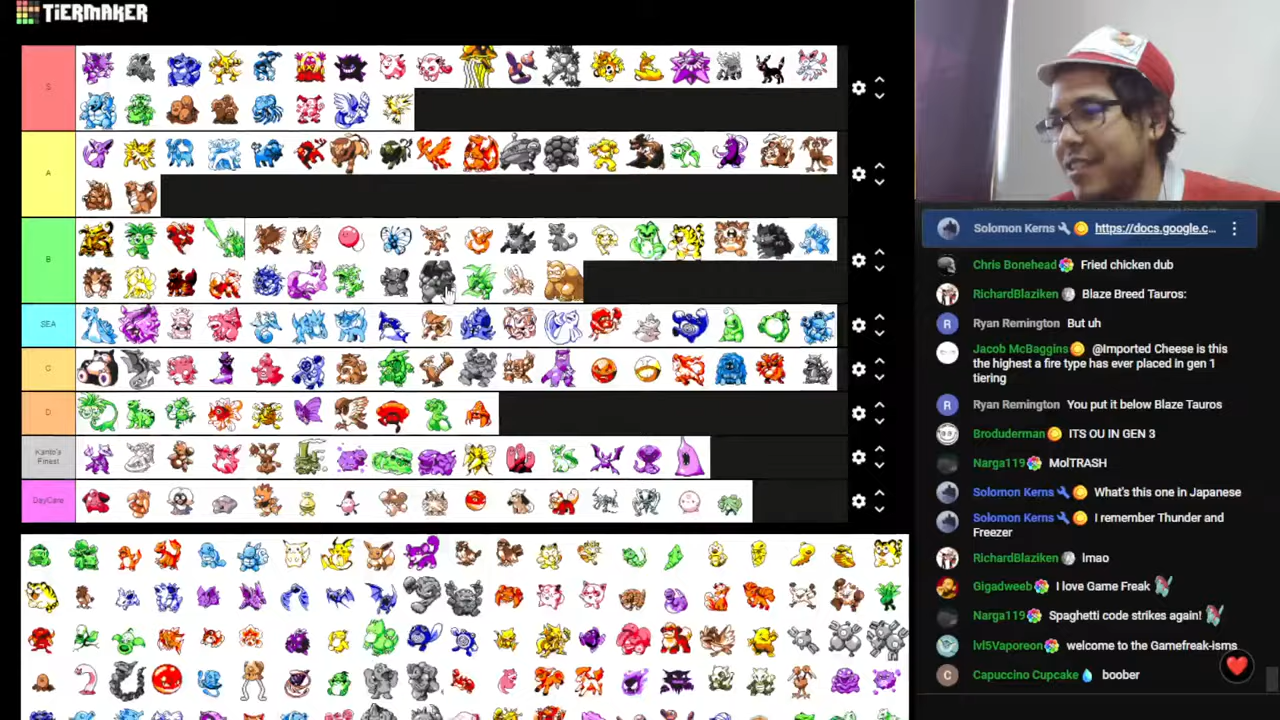 TIERMAKER
S
A
B
SEA
C
D
Kanto's
Finest
DayCare
Solomon Kerns https://docs.google.c...
Chris Bonehead Fried chicken dub
RichardBlaziken Blaze Breed Tauros:
Ryan Remington But uh
Jacob McBaggins @Imported Cheese is this
the highest a fire type has ever placed in gen 1
tiering
Ryan Remington You put it below Blaze Tauros
Broduderman ITS OU IN GEN 3
Narga119 MolTRASH
Solomon Kerns What's this one in Japanese
Solomon Kerns I remember Thunder and
Freezer
RichardBlaziken lmao
Gigadweeb I love Game Freak
Narga119 Spaghetti code strikes again!
lvl5Vaporeon welcome to the Gamefreak-isms
Capuccino Cupcake boober